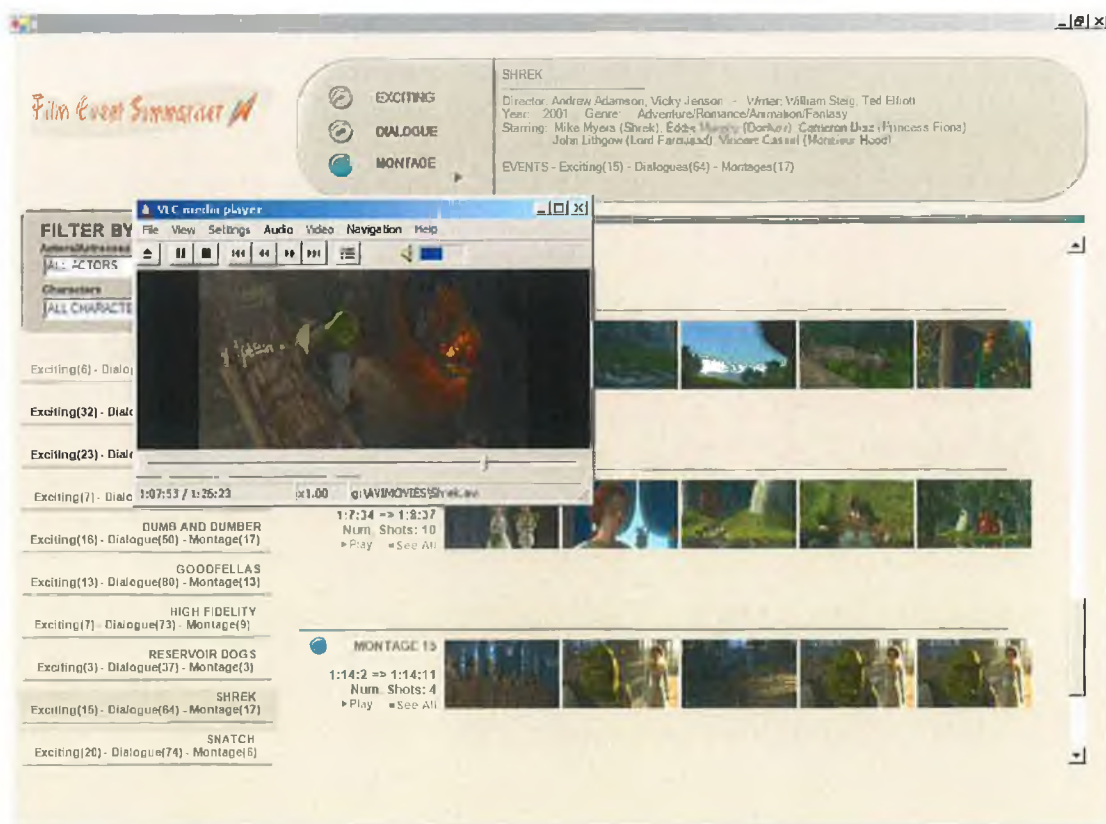 Film Event Summariser
EXCITING
DIALOGUE
MONTAGE
SHREK
Director: Andrew Adamson, Vicky Jenson - Writer: William Steig, Ted Elliott
Year: 2001 Genre: Adventure/Romance/Animation/Fantasy
Starring: Mike Myers (Shrek), Eddie Murphy (Donkey), Cameron Diaz (Princess Fiona)
John Lithgow (Lord Farquaad), Vincent Cassel (Monsieur Hood)
EVENTS - Exciting(15) - Dialogues(64) - Montages(17)
FILTER BY
Actors/Actresses
ALL ACTORS
Characters
ALL CHARACTE
VLC media player
File View Settings Audio Video Navigation Help
1:07:53 / 1:26:23 x1.00 g:\AVIMOVIES\Shrek.avi
Exciting(6) - Dialog
Exciting(32) - Dialo
Exciting(23) - Dialo
Exciting(7) - Dialo
DUMB AND DUMBER
Exciting(16) - Dialogue(50) - Montage(17)
GOODFELLAS
Exciting(13) - Dialogue(80) - Montage(13)
HIGH FIDELITY
Exciting(7) - Dialogue(73) - Montage(9)
RESERVOIR DOGS
Exciting(3) - Dialogue(37) - Montage(3)
SHREK
Exciting(15) - Dialogue(64) - Montage(17)
SNATCH
Exciting(20) - Dialogue(74) - Montage(6)
1:7:34 => 1:8:37
Num. Shots: 10
Play See All
MONTAGE 15
1:14:2 => 1:14:11
Num. Shots: 4
Play See All